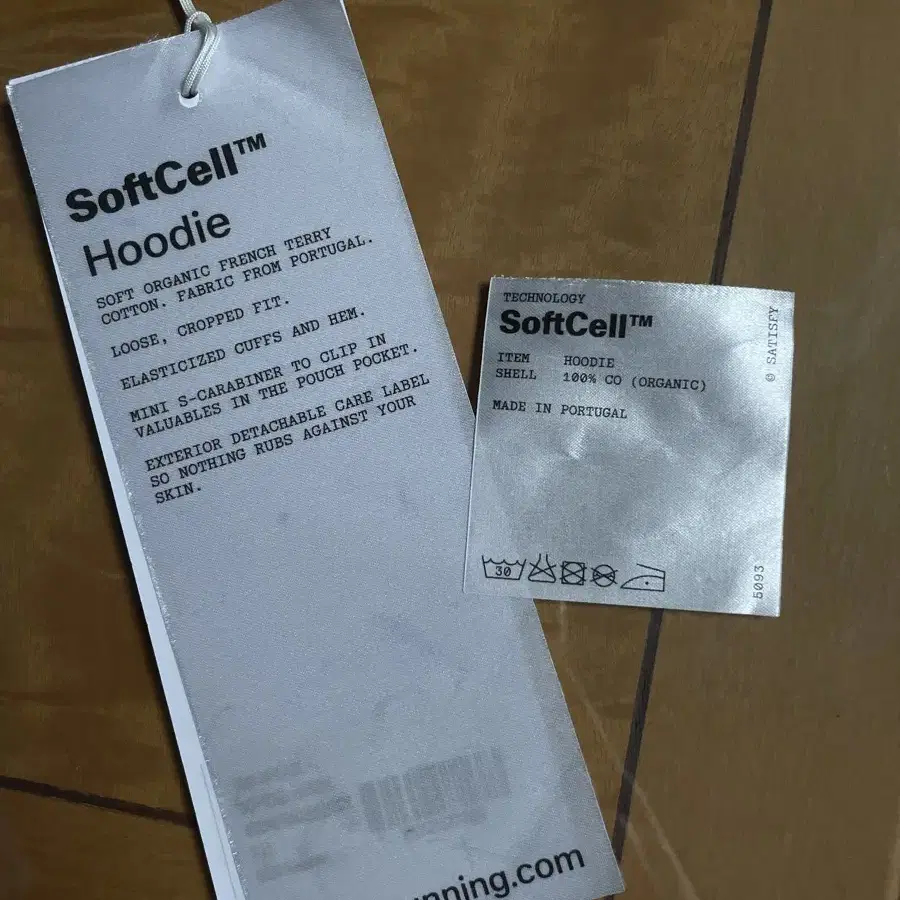 SoftCell™
Hoodie
SOFT ORGANIC FRENCH TERRY
COTTON. FABRIC FROM PORTUGAL.
LOOSE, CROPPED FIT.
ELASTICIZED CUFFS AND HEM.
MINI S-CARABINER TO CLIP IN
VALUABLES IN THE POUCH POCKET.
EXTERIOR DETACHABLE CARE LABEL
SO NOTHING RUBS AGAINST YOUR
SKIN.
unning.com
TECHNOLOGY
SoftCell™
ITEM HOODIE
SHELL 100% CO (ORGANIC)
MADE IN PORTUGAL
30
© SATISFY
5093